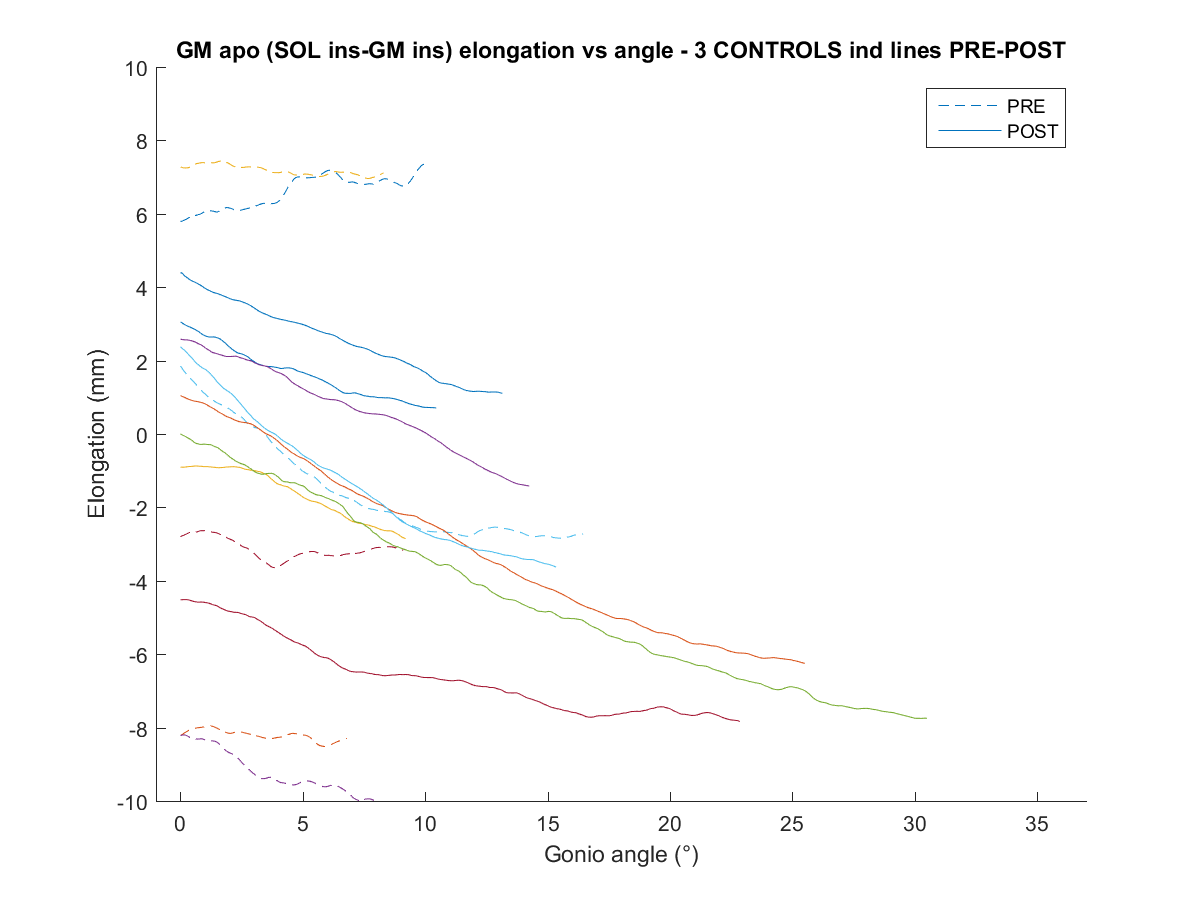 GM apo (SOL ins-GM ins) elongation vs angle - 3 CONTROLS ind lines PRE-POST
PRE
POST
10
8
6
4
2
0
-2
-4
-6
-8
-10
Elongation (mm)
0 5 10 15 20 25 30 35
Gonio angle (°)